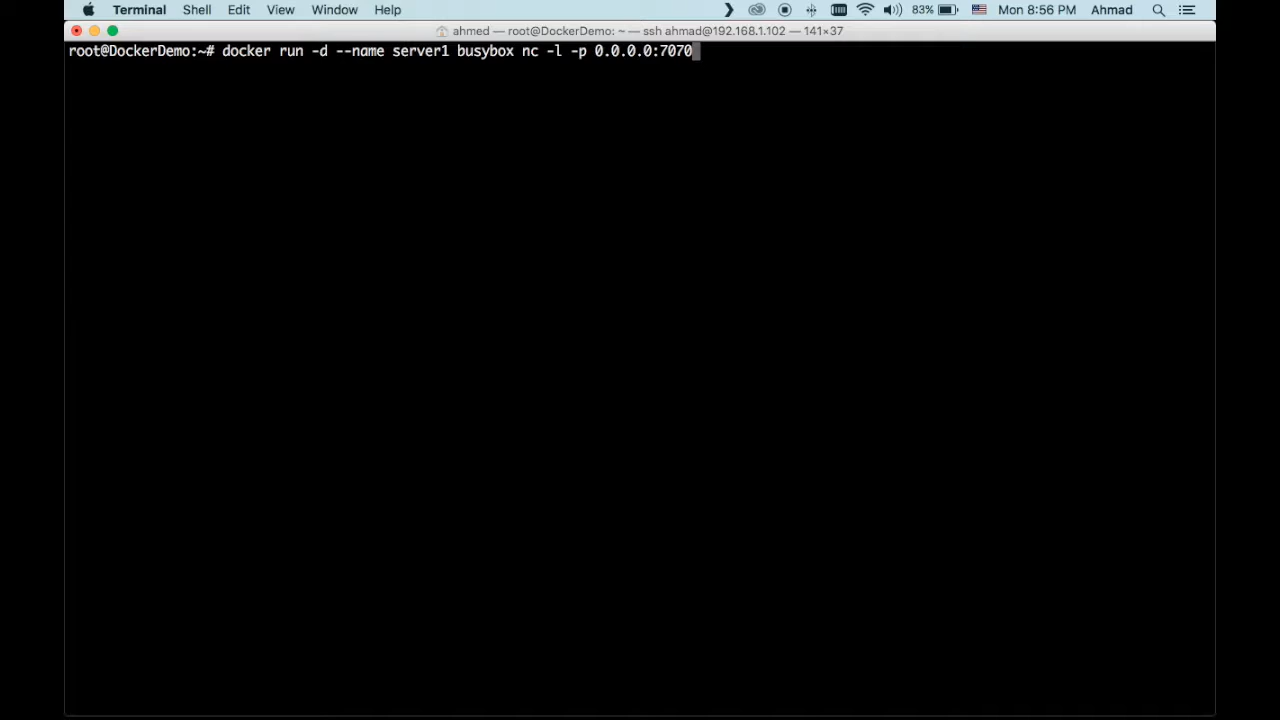 Terminal Shell Edit View Window Help 83% Mon 8:56 PM Ahmad
ahmed — root@DockerDemo: ~ — ssh ahmad@192.168.1.102 — 141×37
root@DockerDemo:~# docker run -d --name server1 busybox nc -l -p 0.0.0.0:7070